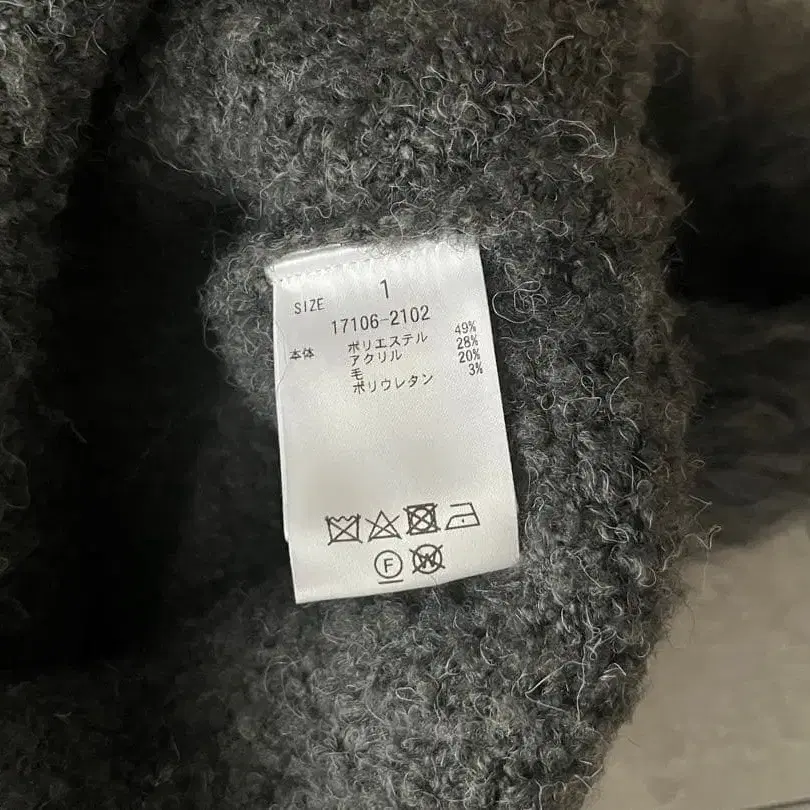 SIZE 1
17106-2102
本体 ポリエステル 49%
アクリル 28%
毛 20%
ポリウレタン 3%
F W